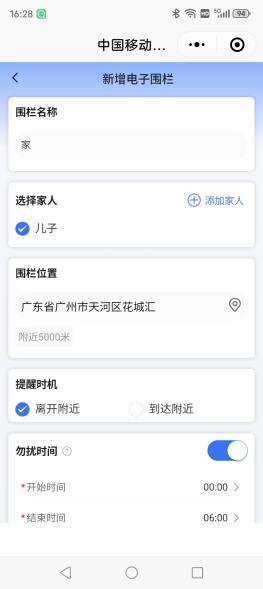 16:28 5G 94
中国移动...
新增电子围栏
围栏名称
家
选择家人 添加家人
儿子
围栏位置
广东省广州市天河区花城汇
附近5000米
提醒时机
离开附近 到达附近
勿扰时间 ?
*开始时间 00:00
*结束时间 06:00